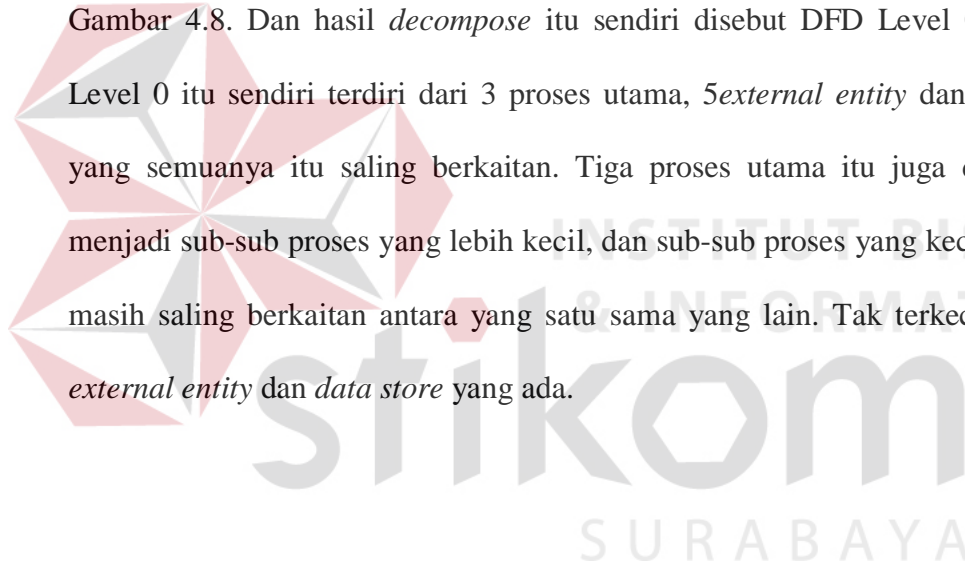 Gambar 4.8. Dan hasil decompose itu sendiri disebut DFD Level
Level 0 itu sendiri terdiri dari 3 proses utama, 5external entity dan
yang semuanya itu saling berkaitan. Tiga proses utama itu juga
menjadi sub-sub proses yang lebih kecil, dan sub-sub proses yang
masih saling berkaitan antara yang satu sama yang lain. Tak
external entity dan data store yang ada.
INSTITUT
&
stikom
SURABAYA